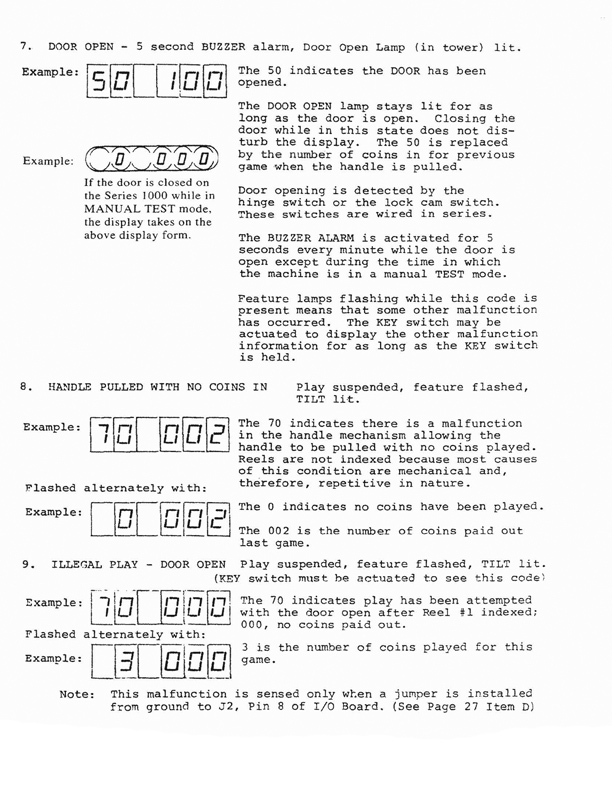 7. DOOR OPEN - 5 second BUZZER alarm, Door Open Lamp (in tower) lit.
Example: 50 100
The 50 indicates the DOOR has been
opened.
The DOOR OPEN lamp stays lit for as
long as the door is open. Closing the
door while in this state does not dis-
turb the display. The 50 is replaced
by the number of coins in for previous
game when the handle is pulled.
Example: 0 000
If the door is closed on
the Series 1000 while in
MANUAL TEST mode,
the display takes on the
above display form.
Door opening is detected by the
hinge switch or the lock cam switch.
These switches are wired in series.
The BUZZER ALARM is activated for 5
seconds every minute while the door is
open except during the time in which
the machine is in a manual TEST mode.
Feature lamps flashing while this code is
present means that some other malfunction
has occurred. The KEY switch may be
actuated to display the other malfunction
information for as long as the KEY switch
is held.
8. HANDLE PULLED WITH NO COINS IN Play suspended, feature flashed,
TILT lit.
Example: 70 002
The 70 indicates there is a malfunction
in the handle mechanism allowing the
handle to be pulled with no coins played.
Reels are not indexed because most causes
of this condition are mechanical and,
therefore, repetitive in nature.
Flashed alternately with:
Example: 0 002
The 0 indicates no coins have been played.
The 002 is the number of coins paid out
last game.
9. ILLEGAL PLAY - DOOR OPEN Play suspended, feature flashed, TILT lit.
(KEY switch must be actuated to see this code)
Example: 70 000
The 70 indicates play has been attempted
with the door open after Reel #1 indexed;
000, no coins paid out.
Flashed alternately with:
Example: 3 000
3 is the number of coins played for this
game.
Note: This malfunction is sensed only when a jumper is installed
from ground to J2, Pin 8 of I/O Board. (See Page 27 Item D)